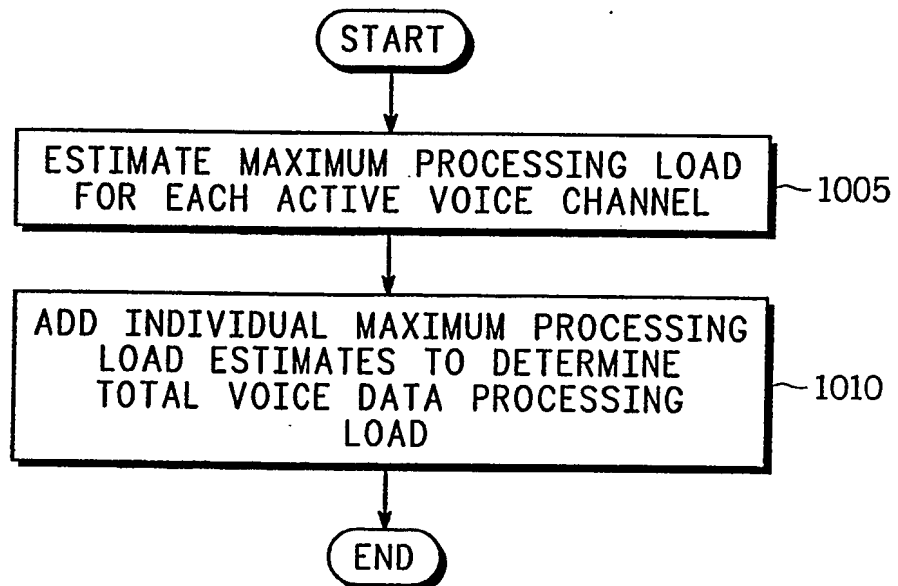 START
ESTIMATE MAXIMUM PROCESSING LOAD
FOR EACH ACTIVE VOICE CHANNEL
1005
ADD INDIVIDUAL MAXIMUM PROCESSING
LOAD ESTIMATES TO DETERMINE
TOTAL VOICE DATA PROCESSING
LOAD
1010
END